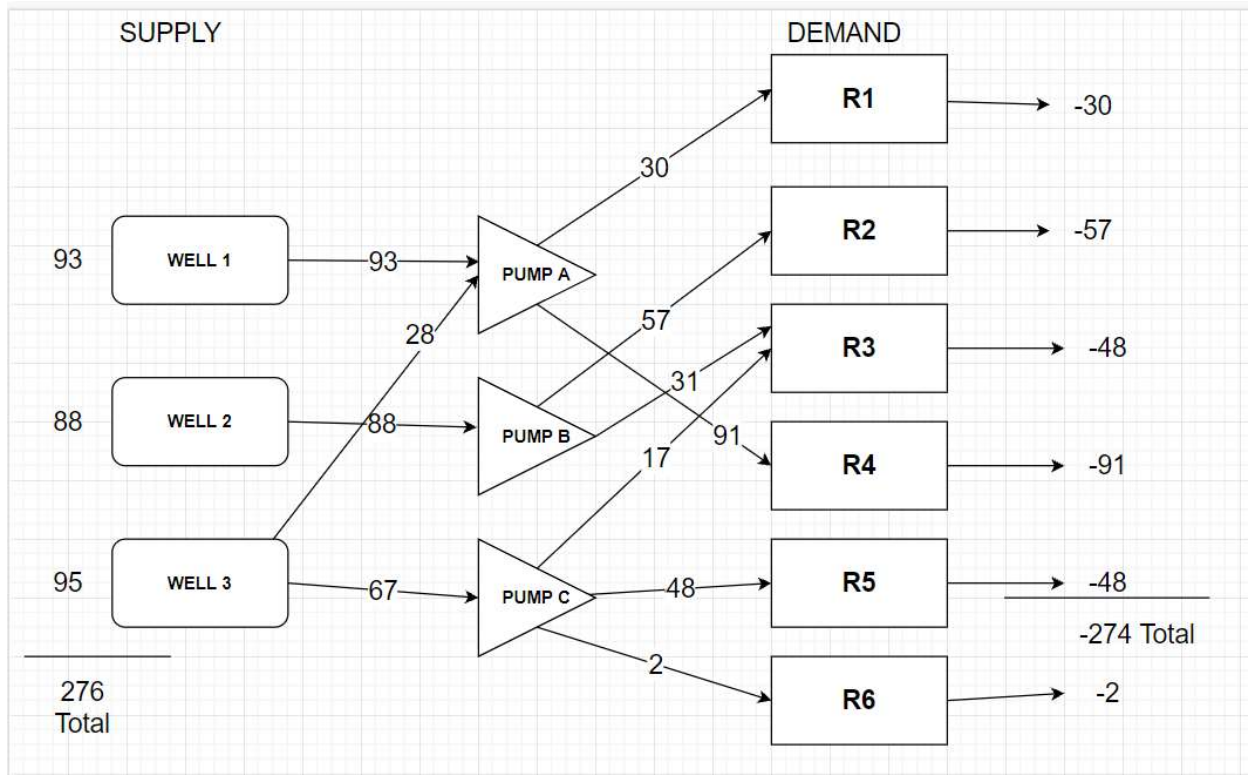 SUPPLY
DEMAND
R1
-30
30
R2
-57
93
WELL 1
93
PUMP A
28
57
R3
-48
31
88
WELL 2
88
PUMP B
91
17
R4
-91
95
WELL 3
67
PUMP C
48
R5
-48
-274 Total
2
276
Total
R6
-2